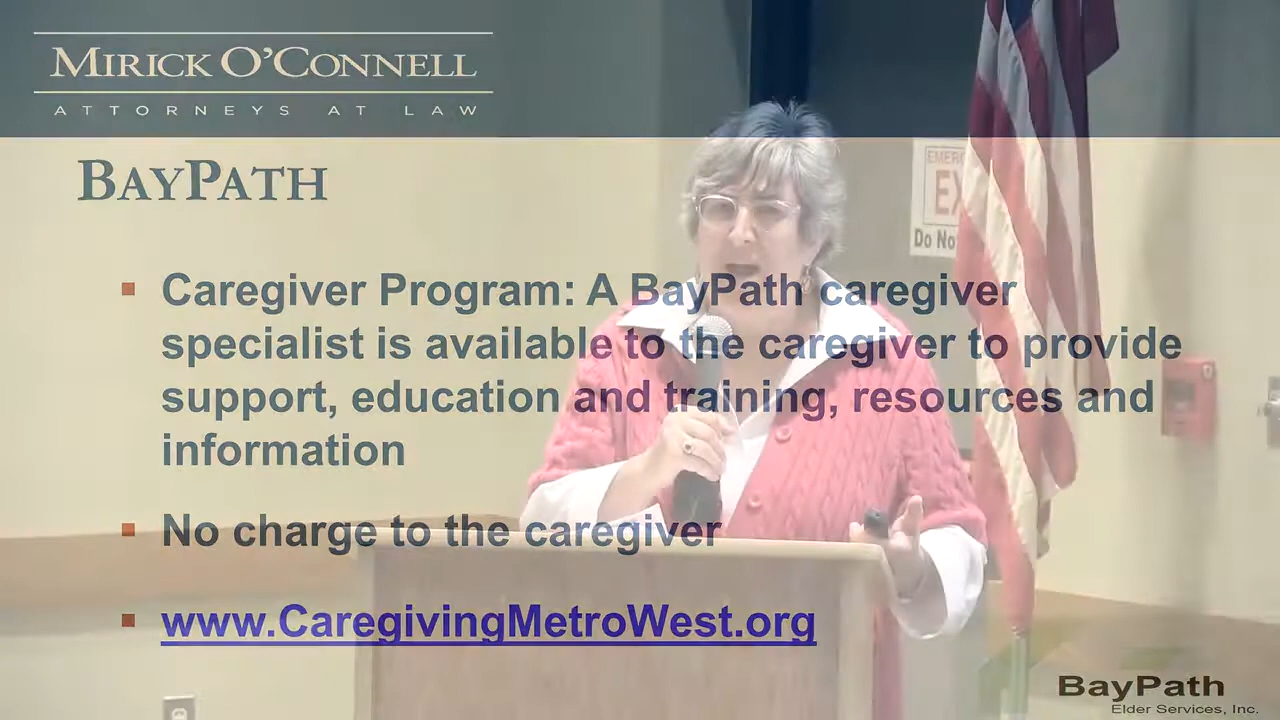 MIRICK O'CONNELL
ATTORNEYS AT LAW
BAYPATH
EMERG
EX
Do No
▪ Caregiver Program: A BayPath caregiver
specialist is available to the caregiver to provide
support, education and training, resources and
information
▪ No charge to the caregiver
▪ www.CaregivingMetroWest.org
BayPath
Elder Services, Inc.